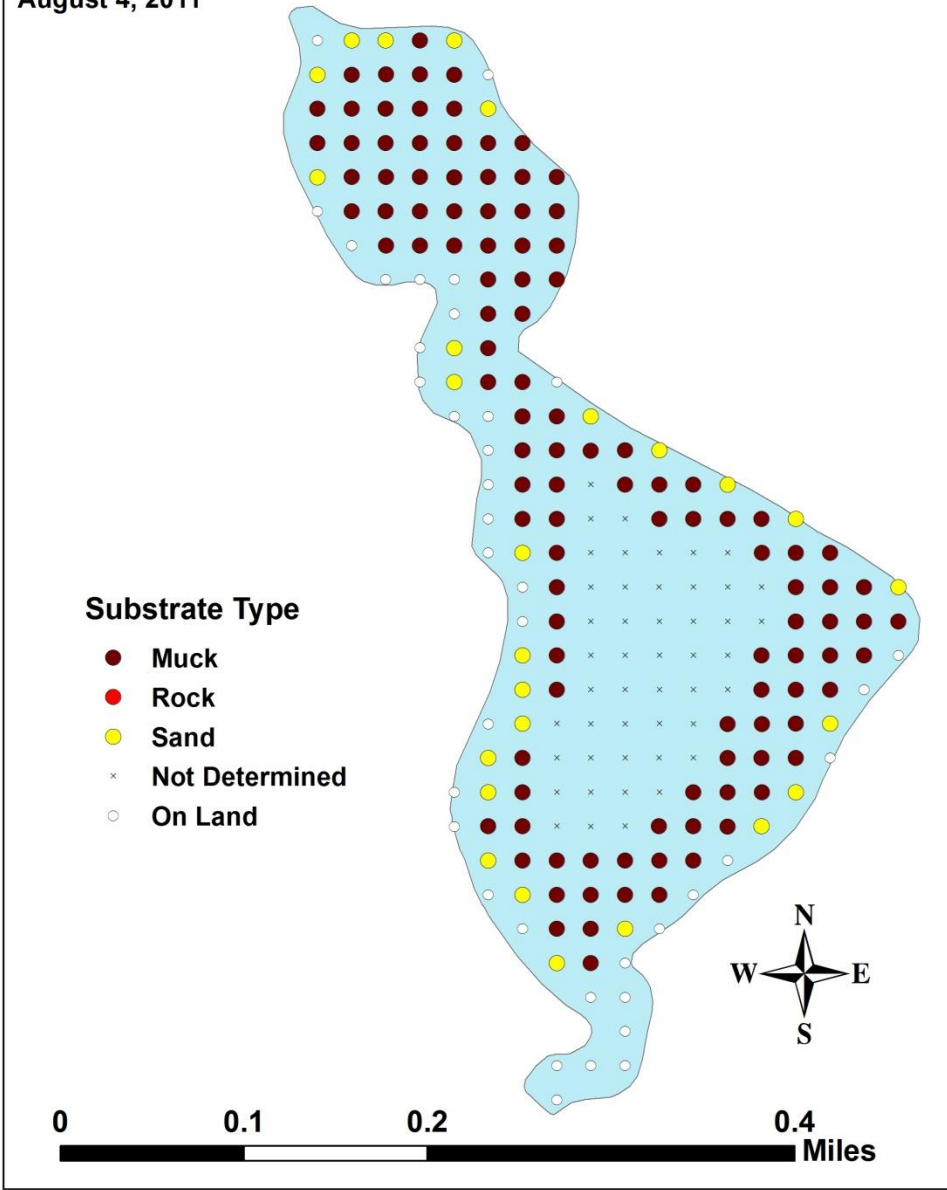 August 4, 2011
Substrate Type
Muck
Rock
Sand
Not Determined
On Land
N
W E
S
0 0.1 0.2 0.4
Miles